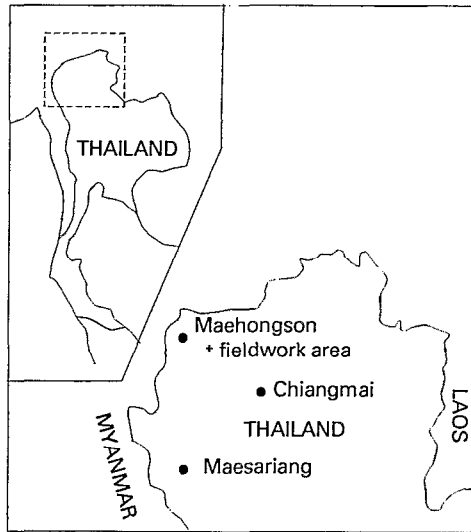 THAILAND
Maehongson
+ fieldwork area
Chiangmai
THAILAND
Maesariang
MYANMAR
LAOS